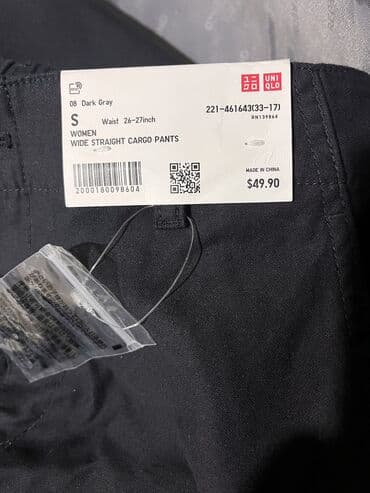 UNI
QLO
08 Dark Gray
S Waist 26-27inch
221-461643(33-17)
RN139868
WOMEN
WIDE STRAIGHT CARGO PANTS
2000180098604
MADE IN CHINA
$49.90